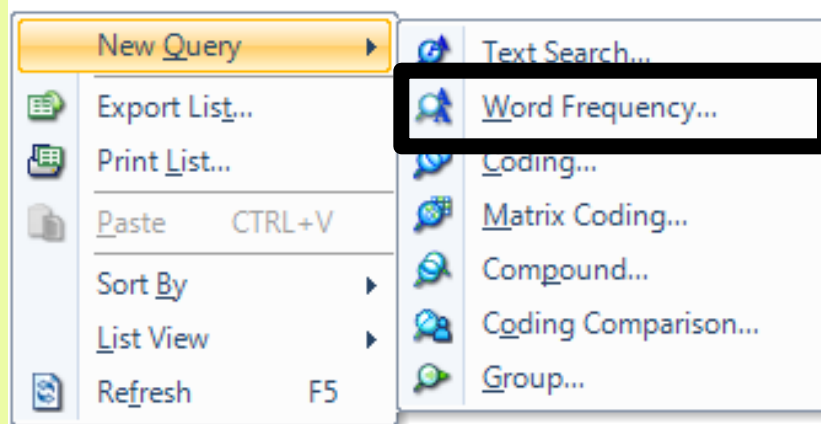 New Query
Export List...
Print List...
Paste CTRL+V
Sort By
List View
Refresh F5
Text Search...
Word Frequency...
Coding...
Matrix Coding...
Compound...
Coding Comparison...
Group...